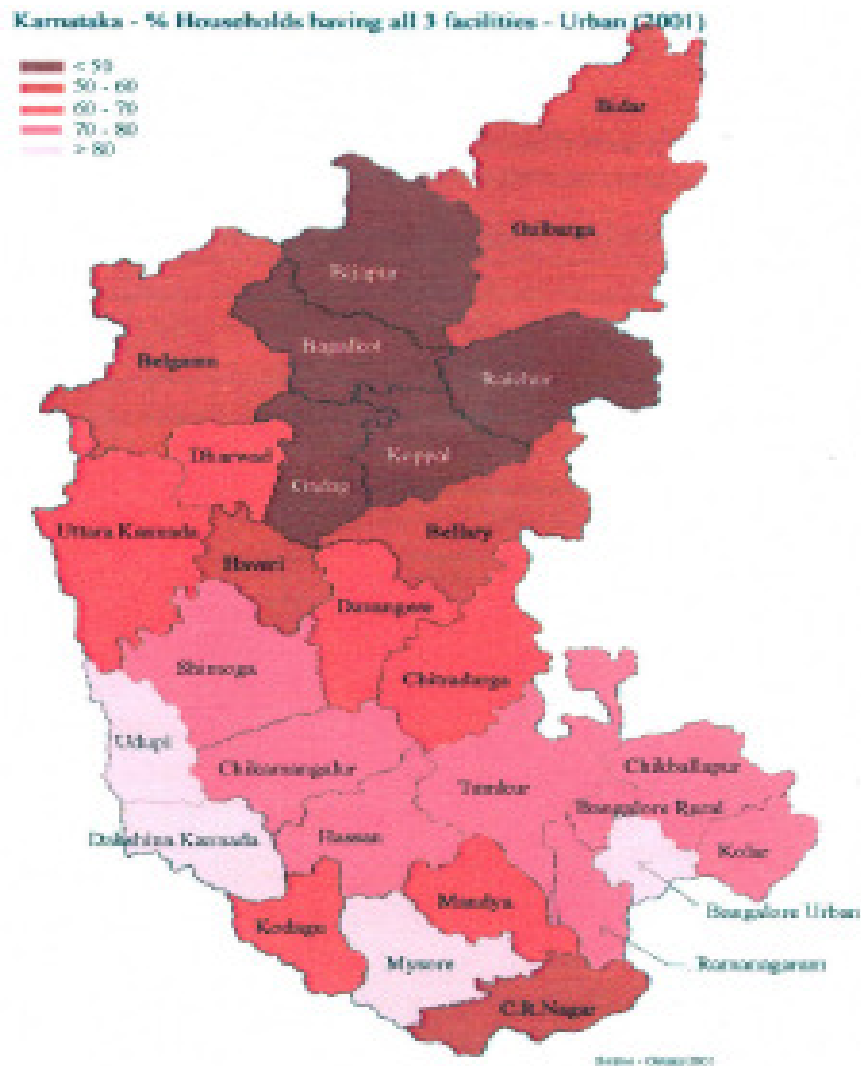 Karnataka - % Households having all 3 facilities - Urban (2001)
< 50
50 - 60
60 - 70
70 - 80
> 80
Bidar
Gulburga
Bijapur
Bagalkot
Belgaum
Raichur
Dharwad
Koppal
Gadag
Uttara Kannada
Bellary
Haveri
Davangere
Shimoga
Chitradurga
Udupi
Chikamangalur
Tumkur
Chikballapur
Bangalore Rural
Dakshina Kannada
Hassan
Kolar
Mandya
Bangalore Urban
Kodagu
Mysore
Ramanagaram
C.R.Nagar